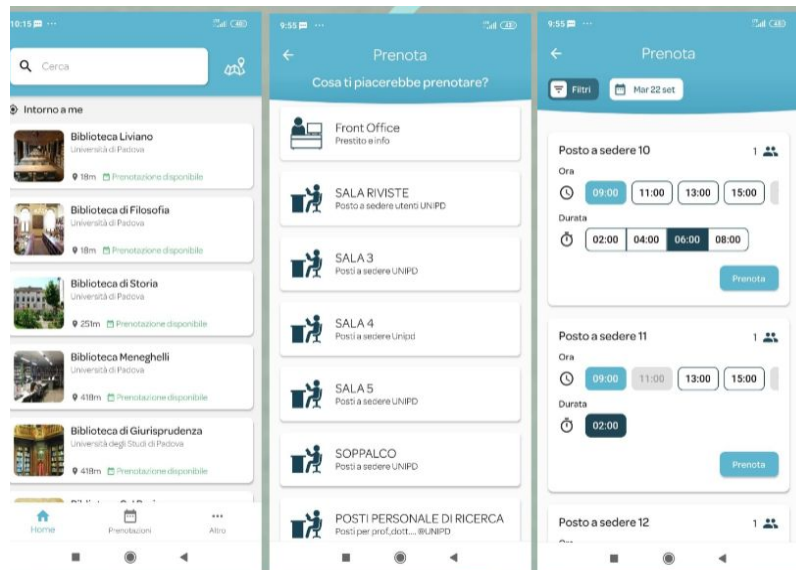 10:15
Cerca
Intorno a me
Biblioteca Liviano
Università di Padova
18m Prenotazione disponibile
Biblioteca di Filosofia
Università di Padova
18m Prenotazione disponibile
Biblioteca di Storia
Università di Padova
251m Prenotazione disponibile
Biblioteca Meneghelli
Università di Padova
418m Prenotazione disponibile
Biblioteca di Giurisprudenza
Università degli Studi di Padova
418m Prenotazione disponibile
Home Prenotazioni Altro
9:55
Prenota
Cosa ti piacerebbe prenotare?
Front Office
Prestito e info
SALA RIVISTE
Posto a sedere utenti UNIPD
SALA 3
Posti a sedere UNIPD
SALA 4
Posti a sedere Unipd
SALA 5
Posti a sedere UNIPD
SOPPALCO
Posti a sedere UNIPD
POSTI PERSONALE DI RICERCA
Posti per prof,dott.... @UNIPD
9:55
Prenota
Filtri Mar 22 set
Posto a sedere 10 1
Ora
09:00 11:00 13:00 15:00
Durata
02:00 04:00 06:00 08:00
Prenota
Posto a sedere 11 1
Ora
09:00 11:00 13:00 15:00
Durata
02:00
Prenota
Posto a sedere 12 1